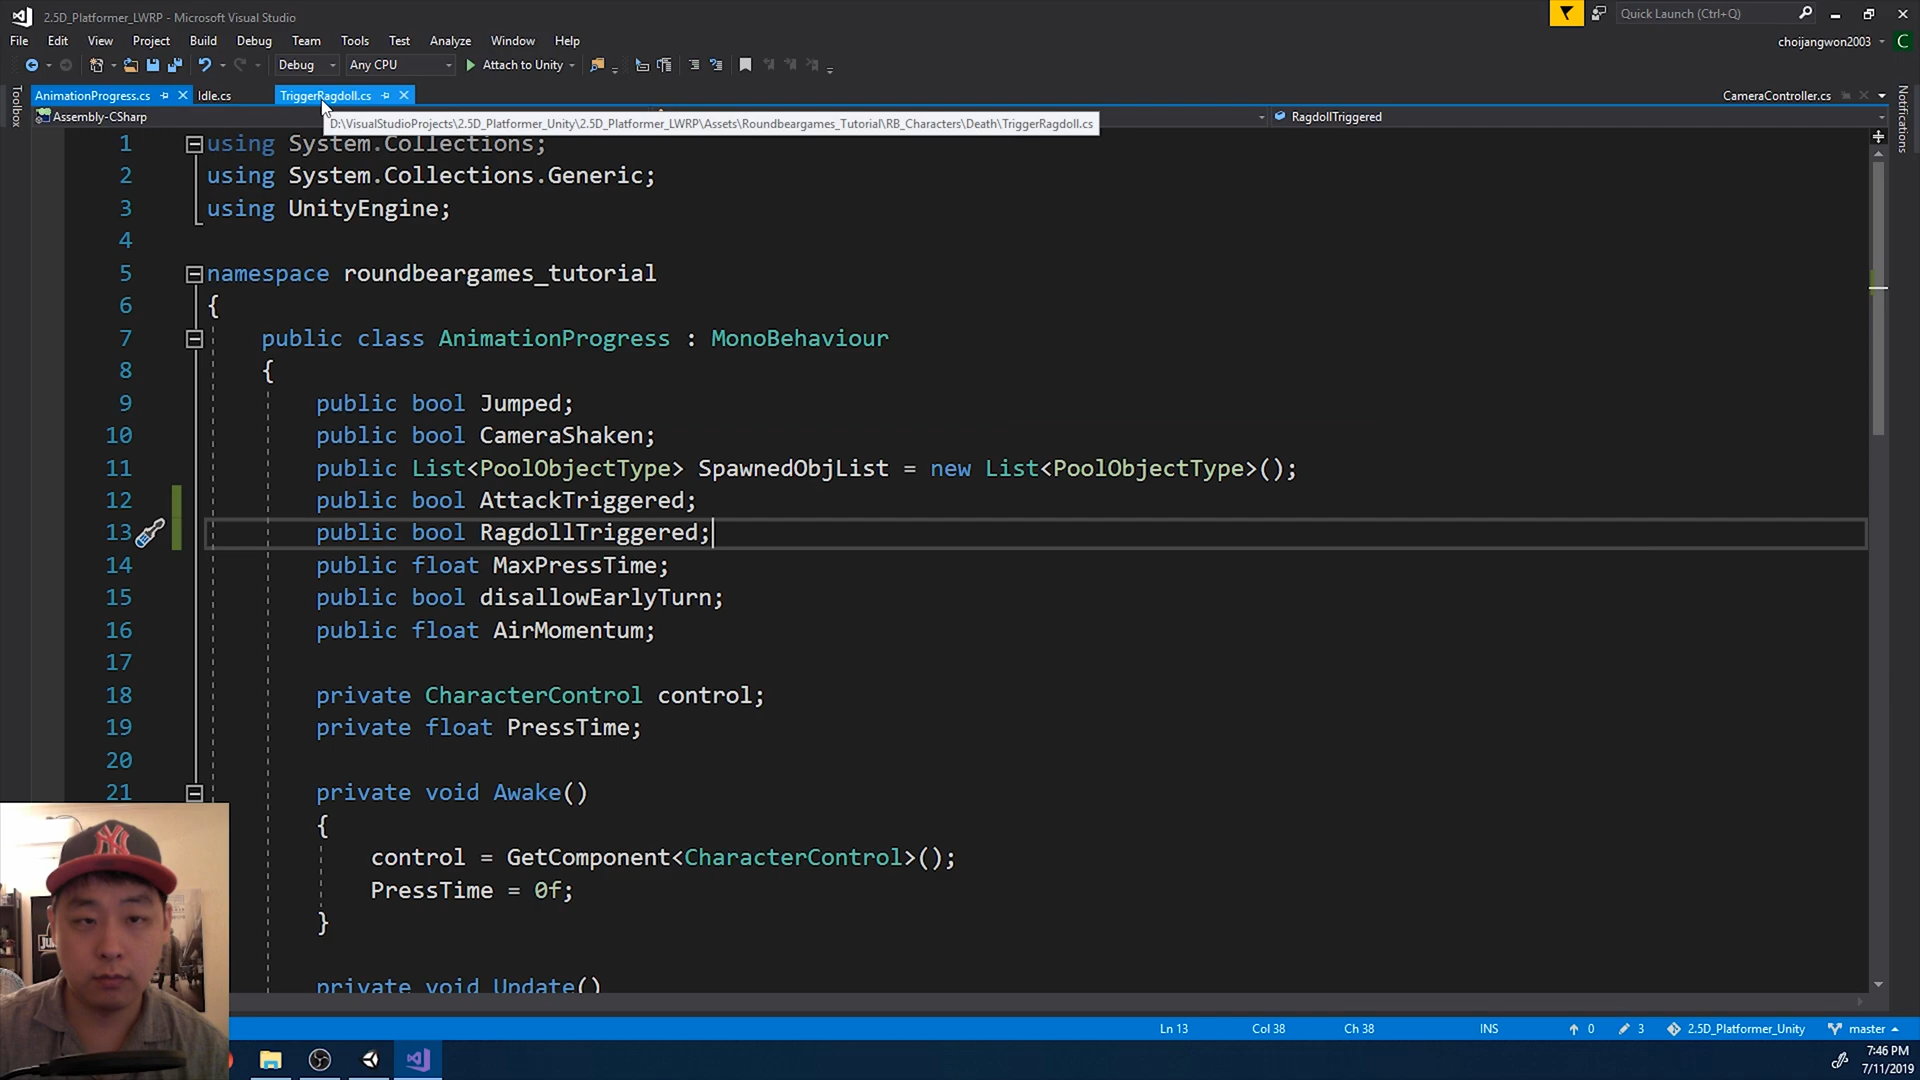 2.5D_Platformer_LWRP - Microsoft Visual Studio
Quick Launch (Ctrl+Q)
File Edit View Project Build Debug Team Tools Test Analyze Window Help
choijangwon2003 C
Debug Any CPU Attach to Unity
Toolbox
AnimationProgress.cs Idle.cs TriggerRagdoll.cs CameraController.cs
Notifications
Assembly-CSharp RagdollTriggered
D:\VisualStudioProjects\2.5D_Platformer_Unity\2.5D_Platformer_LWRP\Assets\Roundbeargames_Tutorial\RB_Characters\Death\TriggerRagdoll.cs
1 using System.Collections;
2 using System.Collections.Generic;
3 using UnityEngine;
4
5 namespace roundbeargames_tutorial
6 {
7 public class AnimationProgress : MonoBehaviour
8 {
9 public bool Jumped;
10 public bool CameraShaken;
11 public List<PoolObjectType> SpawnedObjList = new List<PoolObjectType>();
12 public bool AttackTriggered;
13 public bool RagdollTriggered;
14 public float MaxPressTime;
15 public bool disallowEarlyTurn;
16 public float AirMomentum;
17
18 private CharacterControl control;
19 private float PressTime;
20
21 private void Awake()
{
control = GetComponent<CharacterControl>();
PressTime = 0f;
}
private void Update()
Ln 13 Col 38 Ch 38 INS 0 3 2.5D_Platformer_Unity master
7:46 PM
7/11/2019